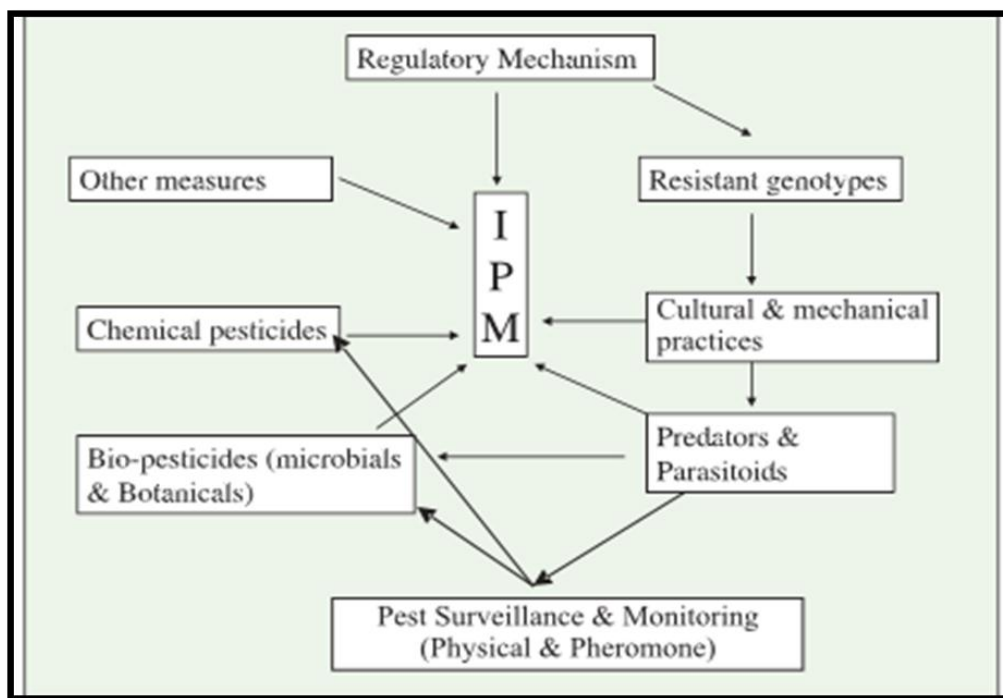 Regulatory Mechanism
Other measures
Resistant genotypes
I
P
M
Chemical pesticides
Cultural & mechanical
practices
Bio-pesticides (microbials
& Botanicals)
Predators &
Parasitoids
Pest Surveillance & Monitoring
(Physical & Pheromone)